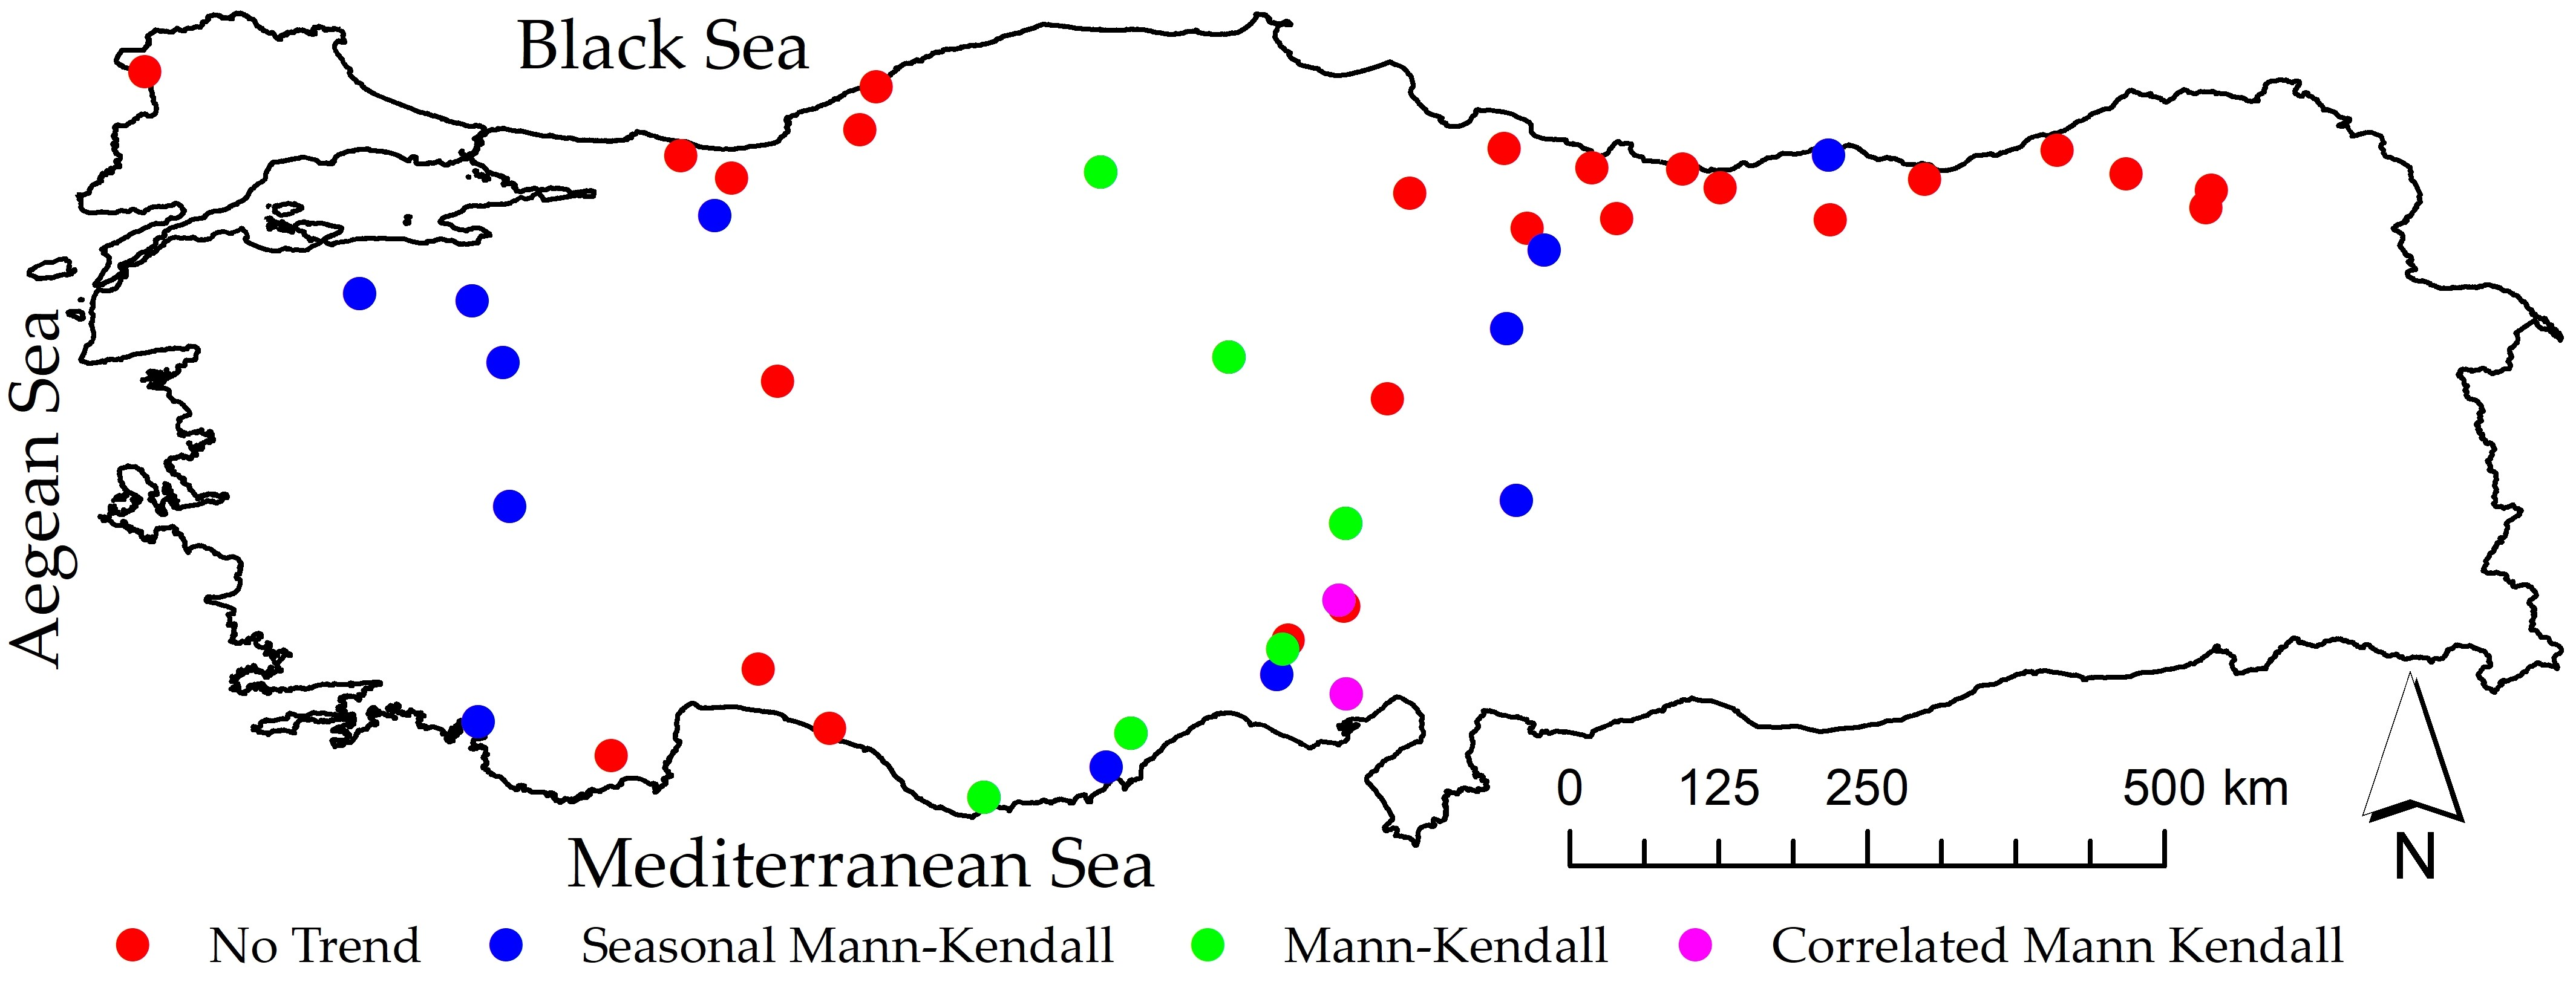 Black Sea
Aegean Sea
0 125 250 500 km
Mediterranean Sea
N
No Trend
Seasonal Mann-Kendall
Mann-Kendall
Correlated Mann Kendall